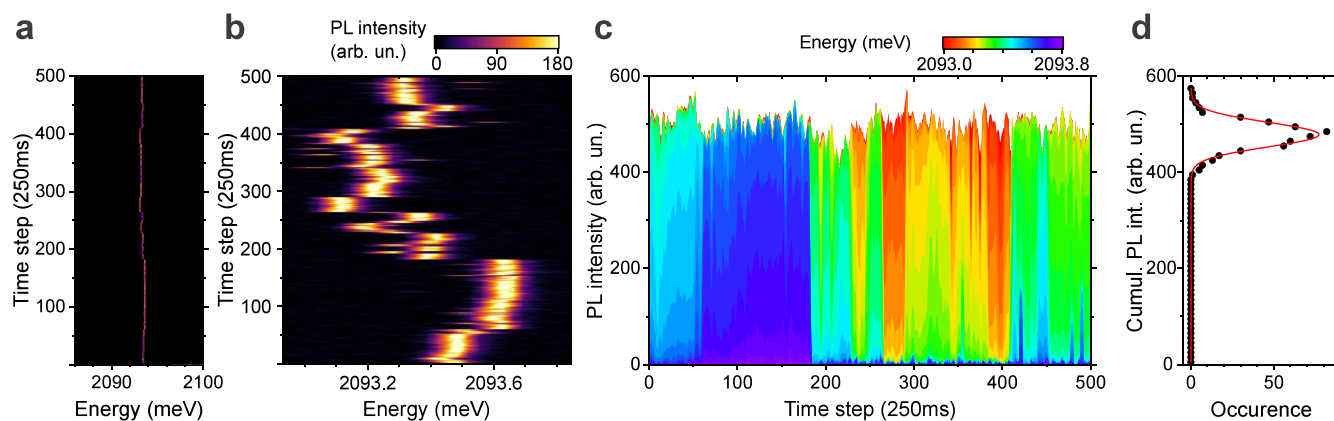 a
b
c
d
PL intensity
(arb. un.)
0 90 180
Energy (meV)
2093.0 2093.8
500
400
300
200
100
Time step (250ms)
2090 2100
Energy (meV)
500
400
300
200
100
Time step (250ms)
2093.2 2093.6
Energy (meV)
600
400
200
0
PL intensity (arb. un.)
0 100 200 300 400 500
Time step (250ms)
600
400
200
0
Cumul. PL int. (arb. un.)
0 50
Occurence